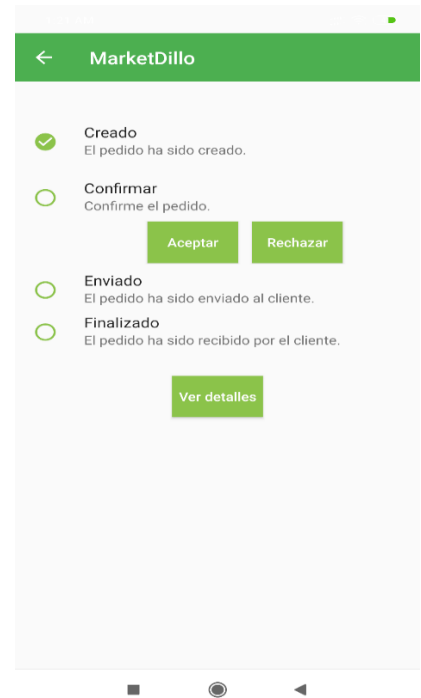 MarketDillo
Creado
El pedido ha sido creado.
Confirmar
Confirme el pedido.
Aceptar Rechazar
Enviado
El pedido ha sido enviado al cliente.
Finalizado
El pedido ha sido recibido por el cliente.
Ver detalles